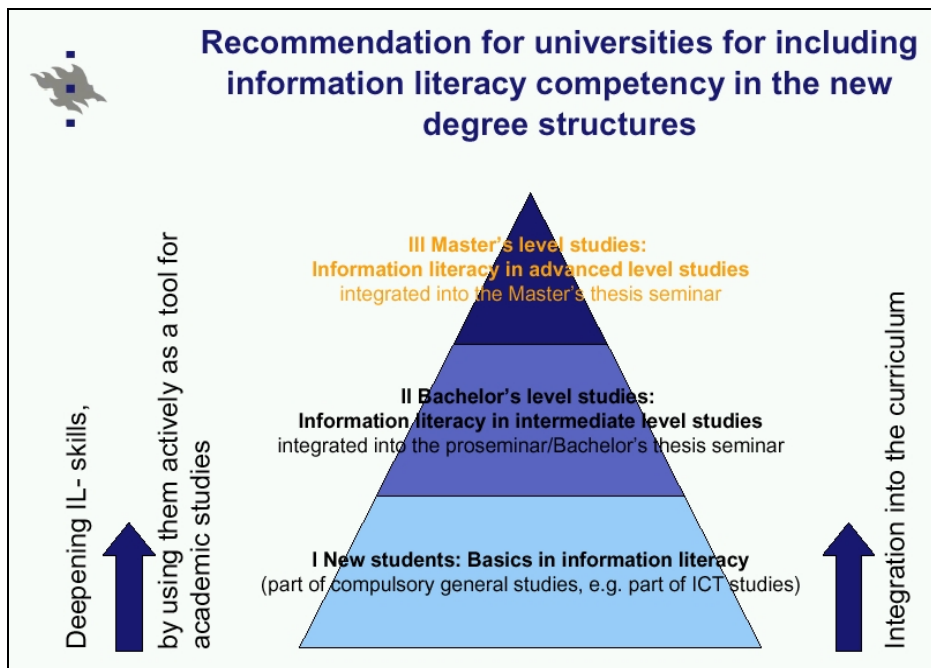 Recommendation for universities for including
information literacy competency in the new
degree structures
Deepening IL- skills,
by using them actively as a tool for
academic studies
III Master's level studies:
Information literacy in advanced level studies
integrated into the Master's thesis seminar
II Bachelor's level studies:
Information literacy in intermediate level studies
integrated into the proseminar/Bachelor's thesis seminar
I New students: Basics in information literacy
(part of compulsory general studies, e.g. part of ICT studies)
Integration into the curriculum